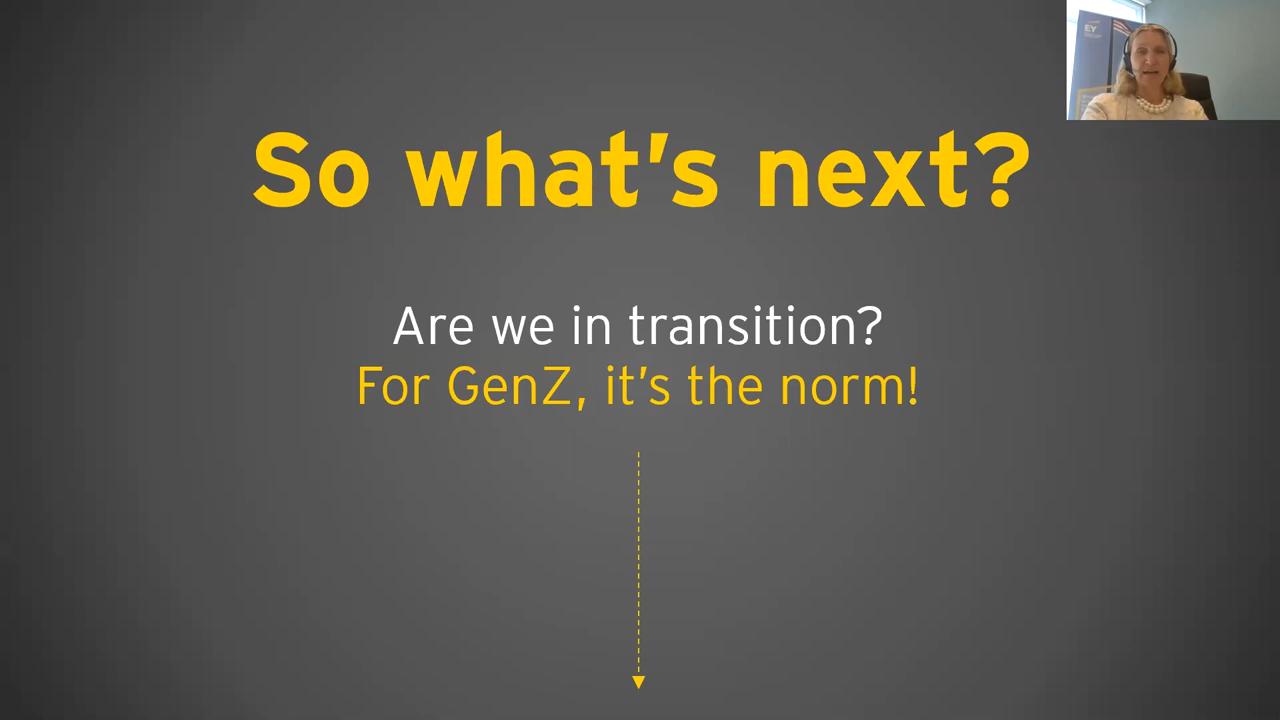 EY
So what's next?
Are we in transition?
For GenZ, it's the norm!